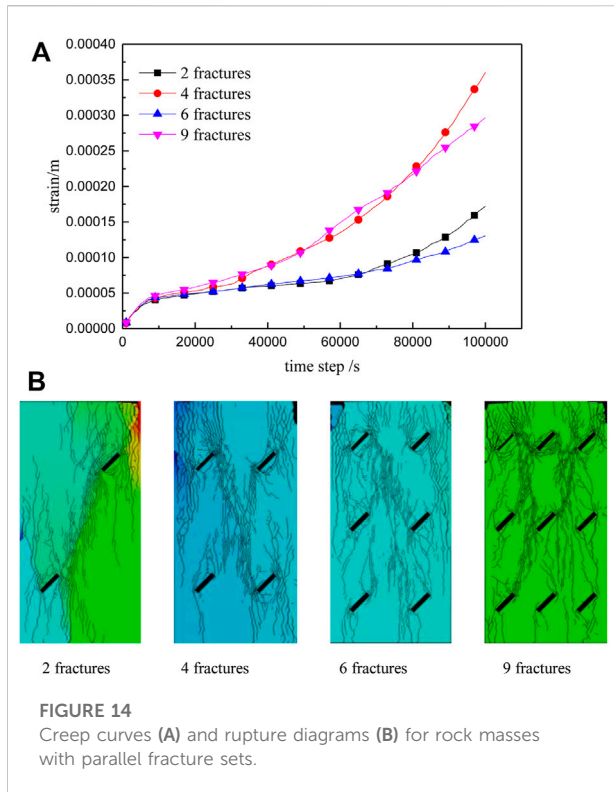 A
0.00040
0.00035
0.00030
0.00025
0.00020
0.00015
0.00010
0.00005
0.00000
strain/m
2 fractures
4 fractures
6 fractures
9 fractures
0 20000 40000 60000 80000 100000
time step /s
B
2 fractures 4 fractures 6 fractures 9 fractures
FIGURE 14
Creep curves (A) and rupture diagrams (B) for rock masses
with parallel fracture sets.